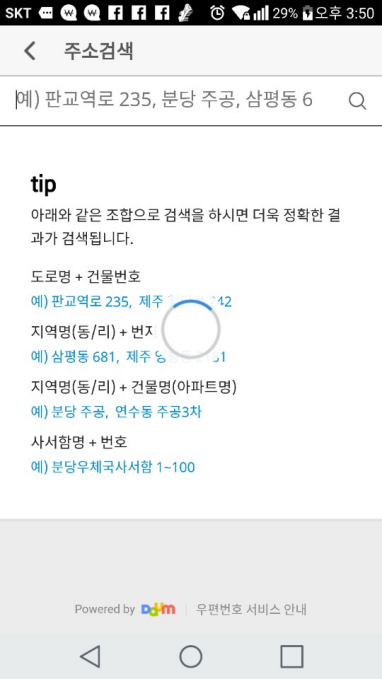 SKT 29% 오후 3:50
주소검색
예) 판교역로 235, 분당 주공, 삼평동 6
tip
아래와 같은 조합으로 검색을 하시면 더욱 정확한 결
과가 검색됩니다.
도로명 + 건물번호
예) 판교역로 235, 제주 42
지역명(동/리) + 번지
예) 삼평동 681, 제주
지역명(동/리) + 건물명(아파트명)
예) 분당 주공, 연수동 주공3차
사서함명 + 번호
예) 분당우체국사서함 1~100
Powered by Daum 우편번호 서비스 안내